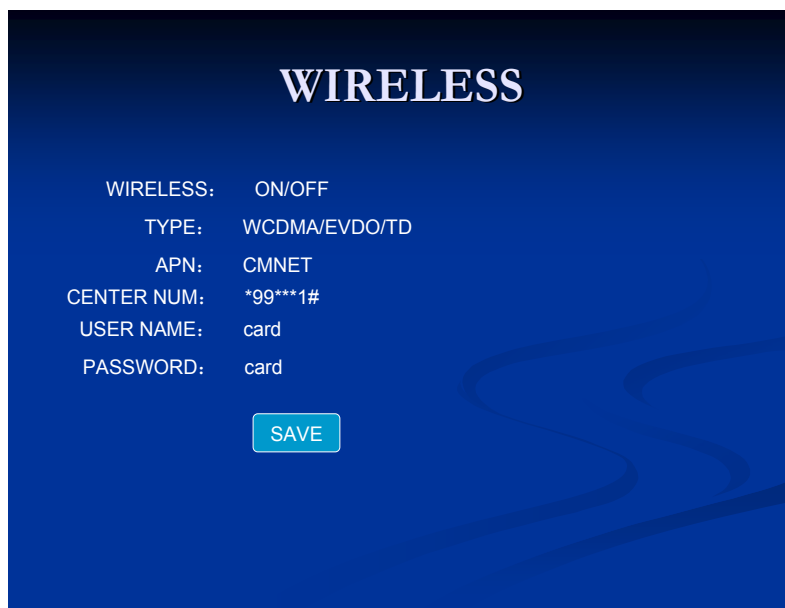 WIRELESS
WIRELESS： ON/OFF
TYPE： WCDMA/EVDO/TD
APN： CMNET
CENTER NUM： *99***1#
USER NAME： card
PASSWORD： card
SAVE